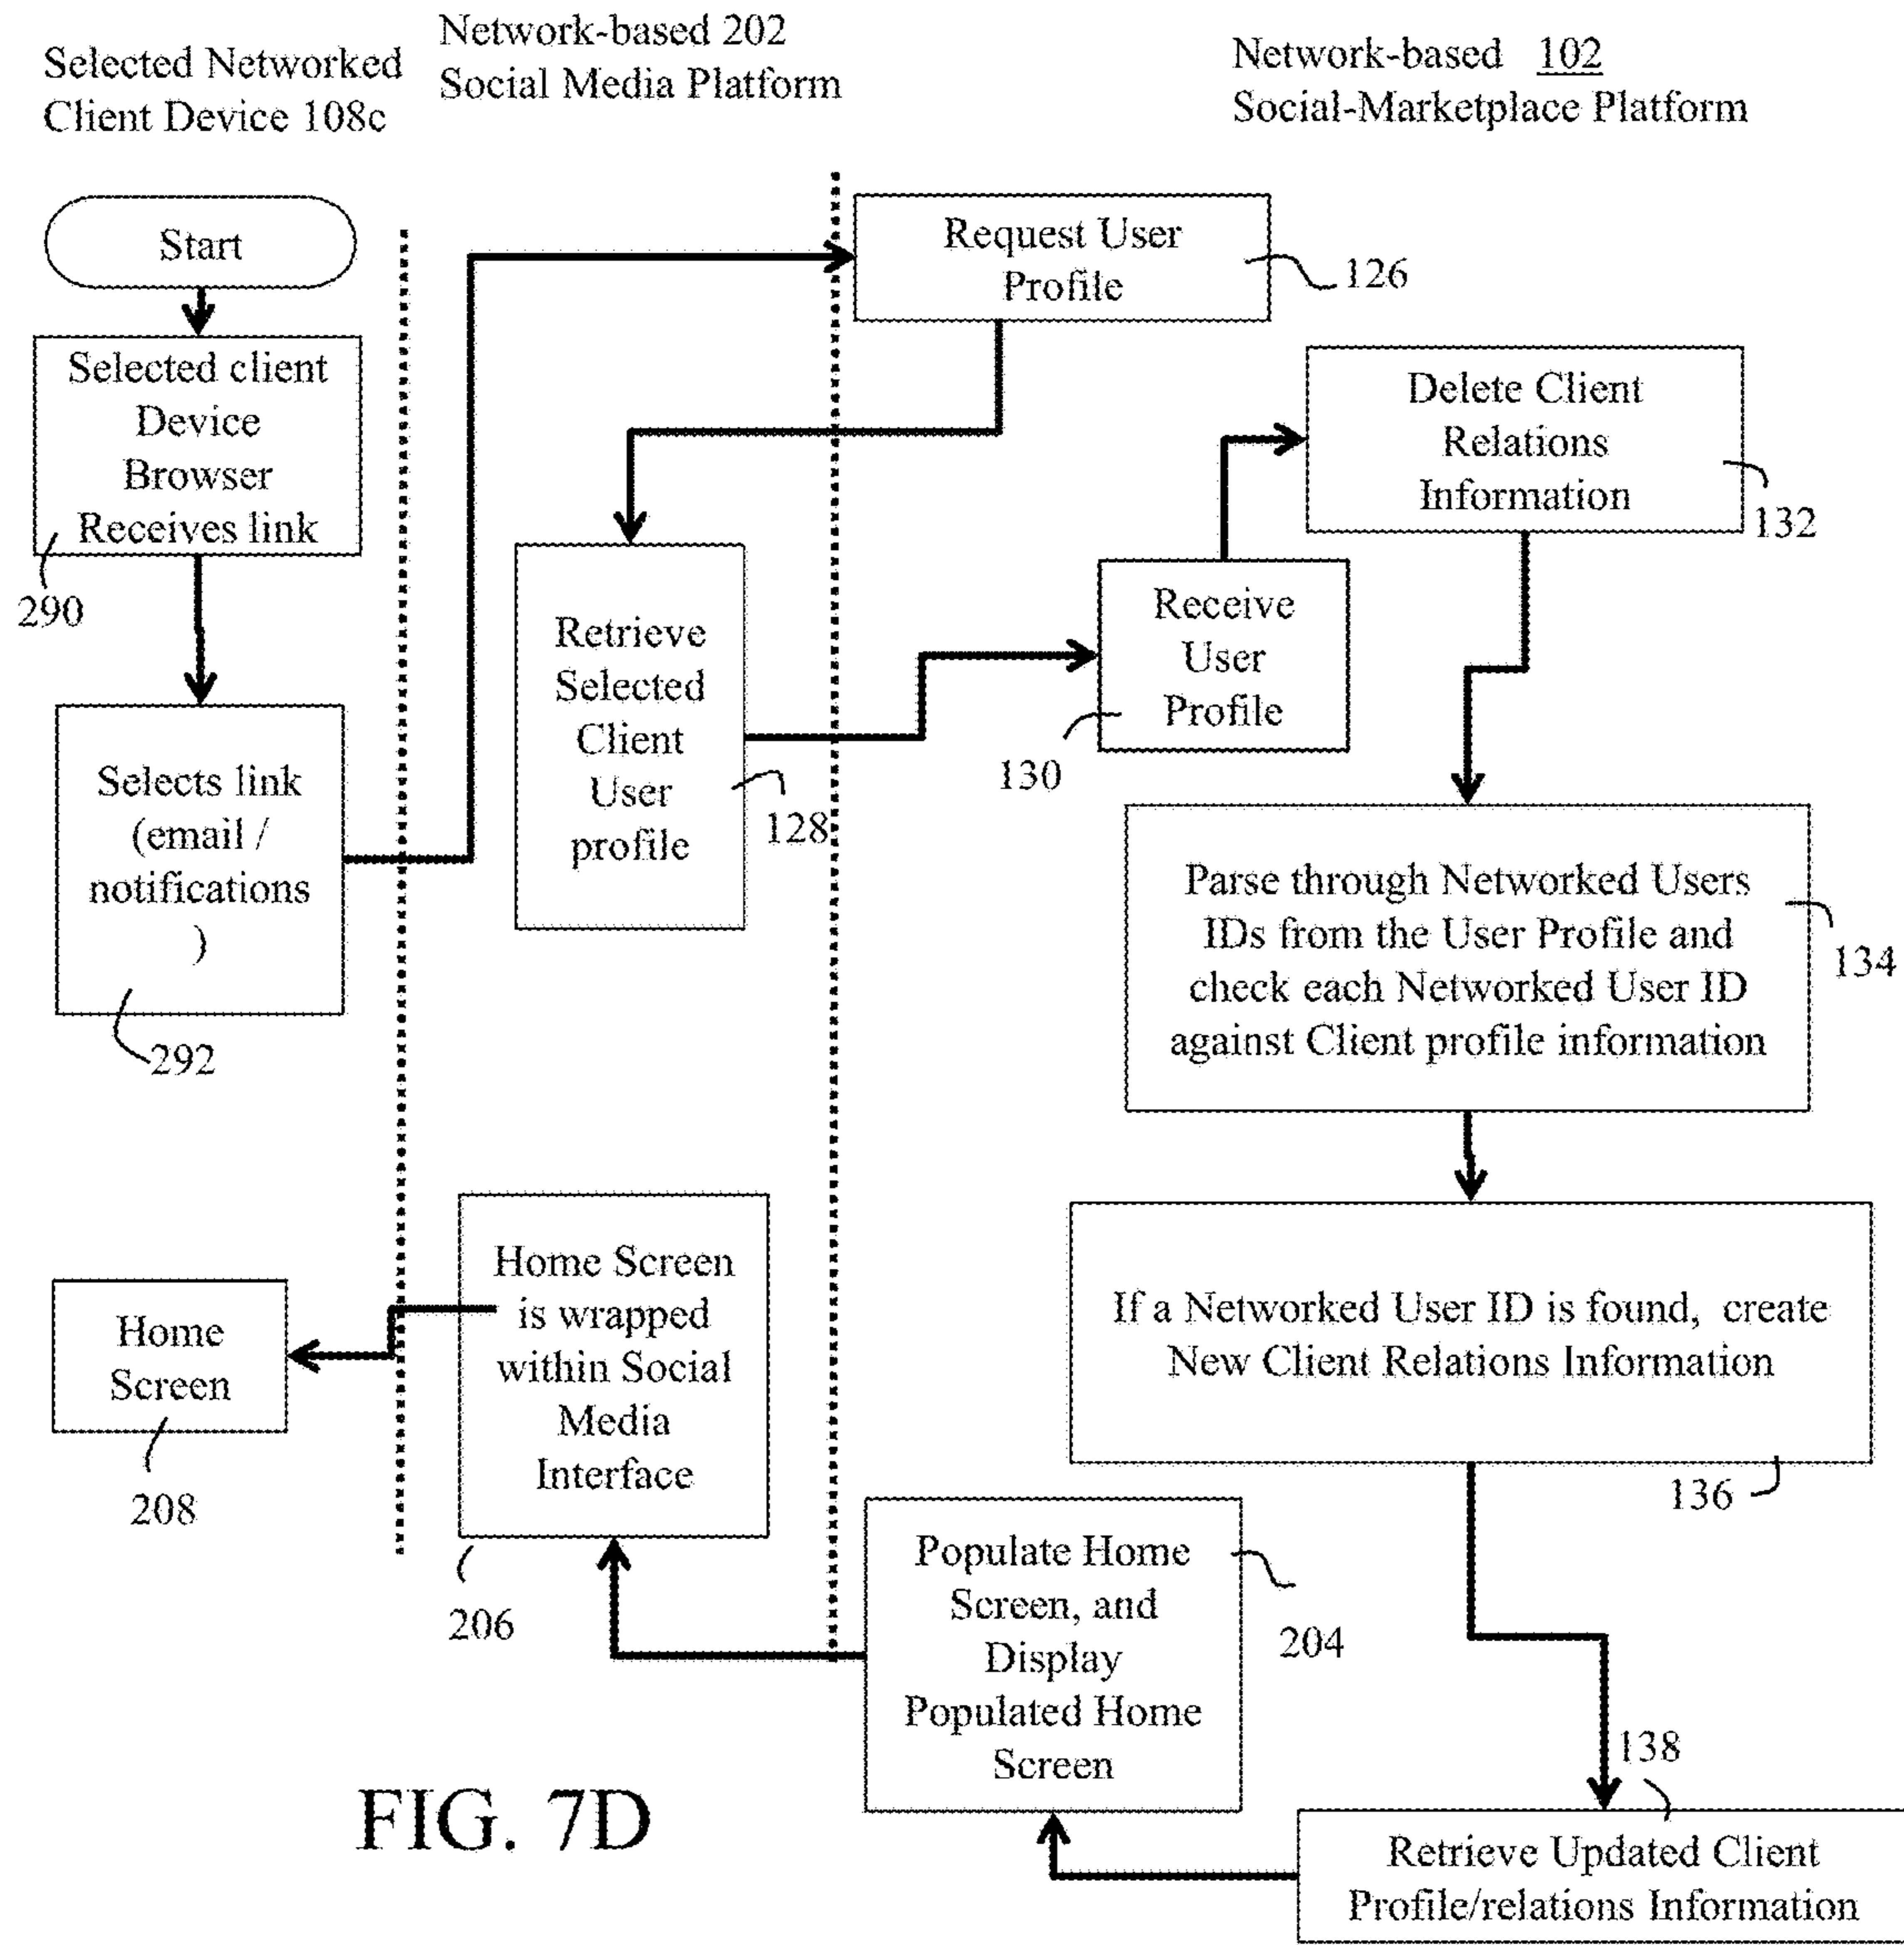 Selected Networked
Client Device 108c
Network-based 202
Social Media Platform
Network-based 102
Social-Marketplace Platform
Start
Selected client
Device
Browser
Receives link
290
Selects link
(email /
notifications
)
292
Request User
Profile
126
Retrieve
Selected
Client
User
profile
128
Receive
User
Profile
130
Delete Client
Relations
Information
132
Parse through Networked Users
IDs from the User Profile and
check each Networked User ID
against Client profile information
134
If a Networked User ID is found, create
New Client Relations Information
136
138
Retrieve Updated Client
Profile/relations Information
Populate Home
Screen, and
Display
Populated Home
Screen
204
Home Screen
is wrapped
within Social
Media
Interface
206
Home
Screen
208
FIG. 7D